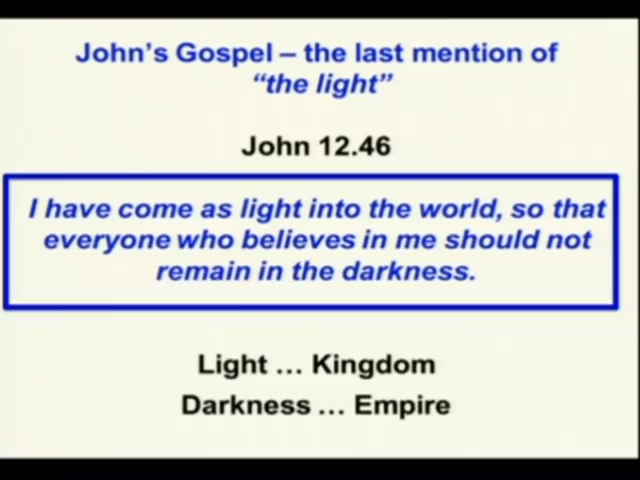 John's Gospel – the last mention of
"the light"
John 12.46
I have come as light into the world, so that
everyone who believes in me should not
remain in the darkness.
Light … Kingdom
Darkness … Empire